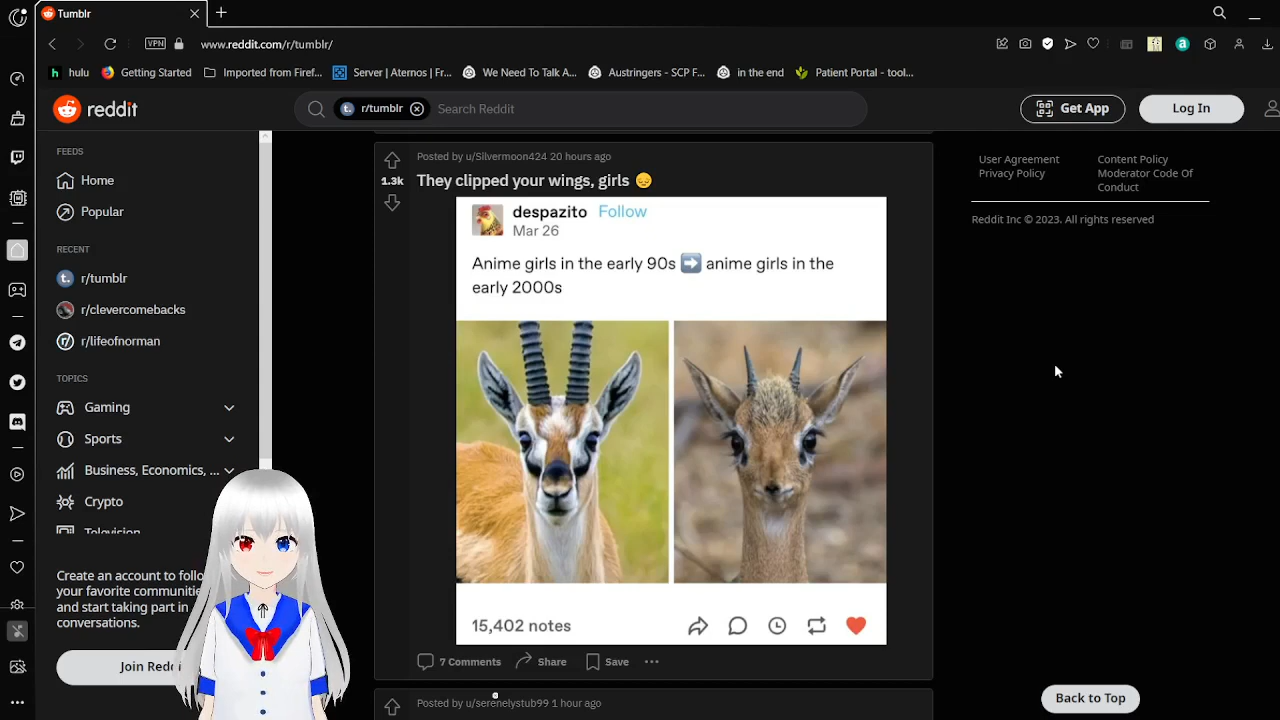 Tumblr
VPN
www.reddit.com/r/tumblr/
hulu
Getting Started
Imported from Firef...
Server | Aternos | Fr...
We Need To Talk A...
Austringers - SCP F...
in the end
Patient Portal - tool...
reddit
r/tumblr
Search Reddit
Get App
Log In
FEEDS
Home
Popular
RECENT
r/tumblr
r/clevercomebacks
r/lifeofnorman
TOPICS
Gaming
Sports
Business, Economics, ...
Crypto
Television
Create an account to follo
your favorite communitie
and start taking part in
conversations.
Join Reddi
Posted by u/Silvermoon424 20 hours ago
1.3k
They clipped your wings, girls 😔
despazito Follow
Mar 26
Anime girls in the early 90s ➡️ anime girls in the
early 2000s
15,402 notes
7 Comments
Share
Save
Posted by u/serenelystub99 1 hour ago
User Agreement
Privacy Policy
Content Policy
Moderator Code Of
Conduct
Reddit Inc © 2023. All rights reserved
Back to Top